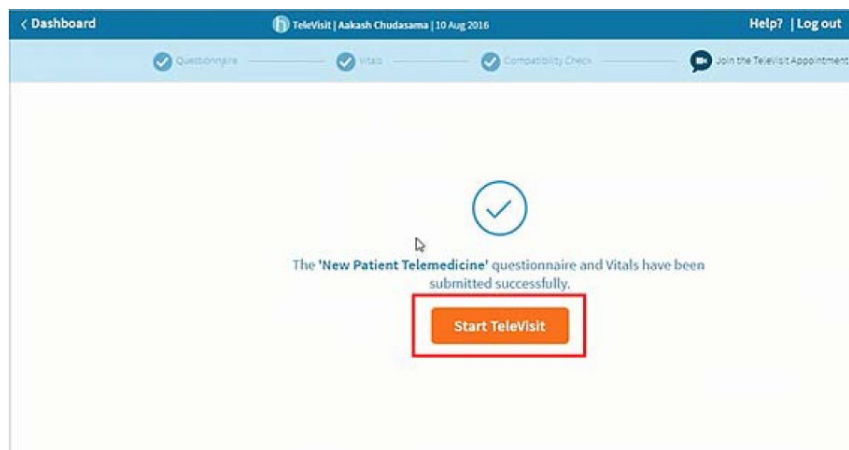 < Dashboard
TeleVisit | Aakash Chudasama | 10 Aug 2016
Help? | Log out
Questionnaire
Vitals
Compatibility Check
Join the TeleVisit Appointment
The 'New Patient Telemedicine' questionnaire and Vitals have been
submitted successfully.
Start TeleVisit